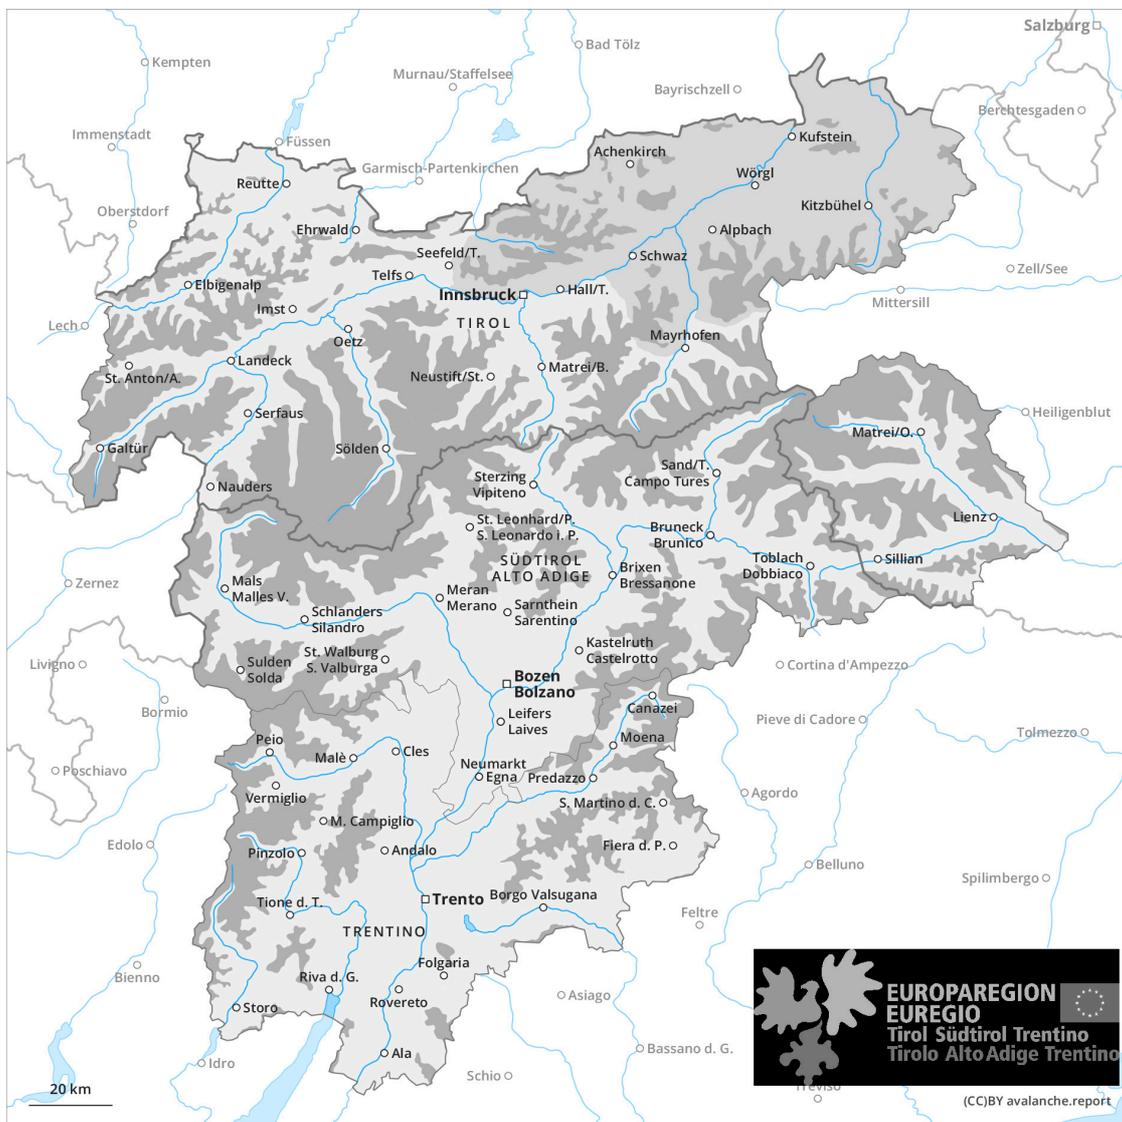 Salzburg
Bad Tölz
Kempten
Murnau/Staffelsee
Bayrischzell
Berchtesgaden
Immenstadt
Füssen
Kufstein
Achenkirch
Garmisch-Partenkirchen
Wörgl
Reutte
Kitzbühel
Oberstdorf
Ehrwald
Alpbach
Seefeld/T.
Schwaz
Telfs
Zell/See
Elbigenalp
Hall/T.
Innsbruck
Mittersill
Imst
TIROL
Lech
Oetz
Mayrhofen
Landeck
St. Anton/A.
Matrei/B.
Neustift/St.
Serfaus
Heiligenblut
Matrei/O.
Galtür
Sölden
Sand/T.
Campo Tures
Sterzing
Vipiteno
Nauders
Lienz
St. Leonhard/P.
S. Leonardo i. P.
Bruneck
Brunico
SÜDTIROL
ALTO ADIGE
Toblach
Dobbiaco
Sillian
Brixen
Bressanone
Zernez
Mals
Malles V.
Meran
Merano
Sarnthein
Sarentino
Schlanders
Silandro
Kastelruth
Castelrotto
St. Walburg
S. Valburga
Livigno
Sulden
Solda
Cortina d'Ampezzo
Bozen
Bolzano
Bormio
Canazei
Leifers
Laives
Pieve di Cadore
Tolmezzo
Moena
Peio
Cles
Malè
Neumarkt
Egna
Predazzo
Poschiavo
Vermiglio
Agordo
S. Martino d. C.
M. Campiglio
Edolo
Andalo
Pinzolo
Fiera d. P.
Belluno
Spilimbergo
Tione d. T.
Trento
Borgo Valsugana
Feltre
TRENTINO
Folgaria
Bienno
Riva d. G.
Rovereto
Asiago
Storo
EUROPAREGION
EUREGIO
Tirol Südtirol Trentino
Tirolo Alto Adige Trentino
Ala
Bassano d. G.
Idro
Schio
Treviso
20 km
(CC)BY avalanche.report